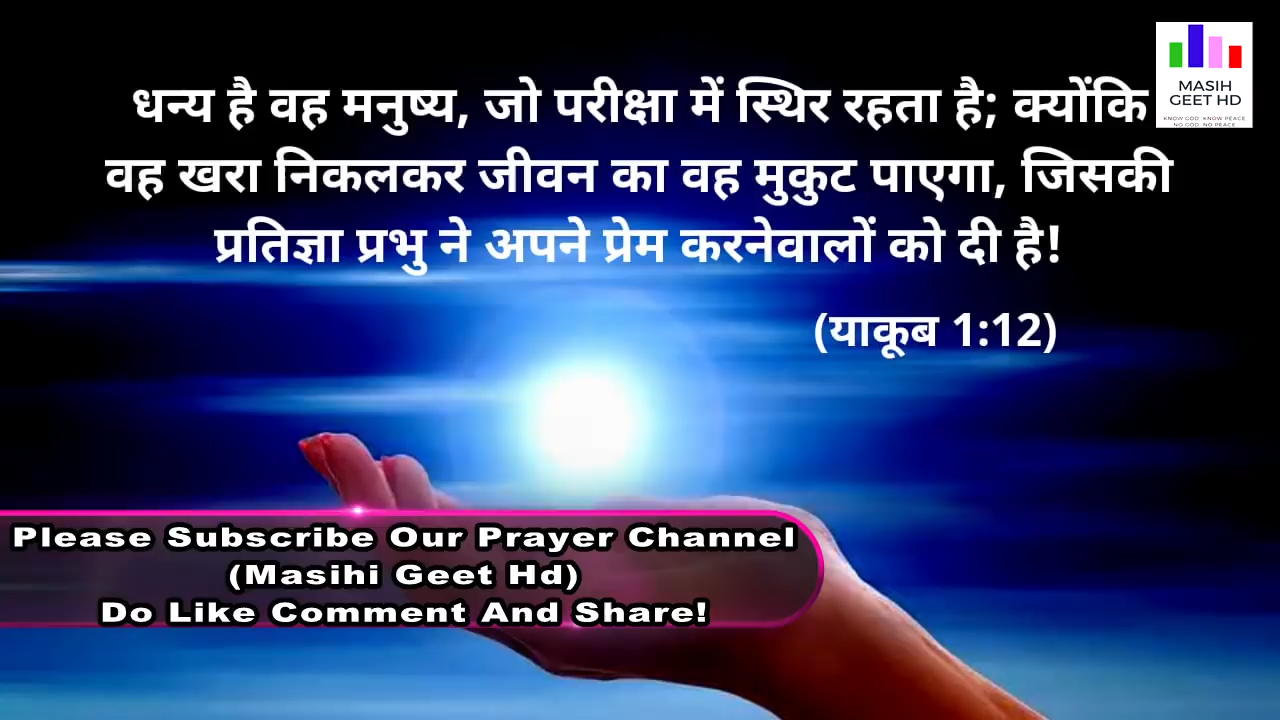 धन्य है वह मनुष्य, जो परीक्षा में स्थिर रहता है; क्योंकि
वह खरा निकलकर जीवन का वह मुकुट पाएगा, जिसकी
प्रतिज्ञा प्रभु ने अपने प्रेम करनेवालों को दी है!
(याकूब 1:12)
MASIH
GEET HD
KNOW GOD, KNOW PEACE
NO GOD, NO PEACE
Please Subscribe Our Prayer Channel
(Masihi Geet Hd)
Do Like Comment And Share!